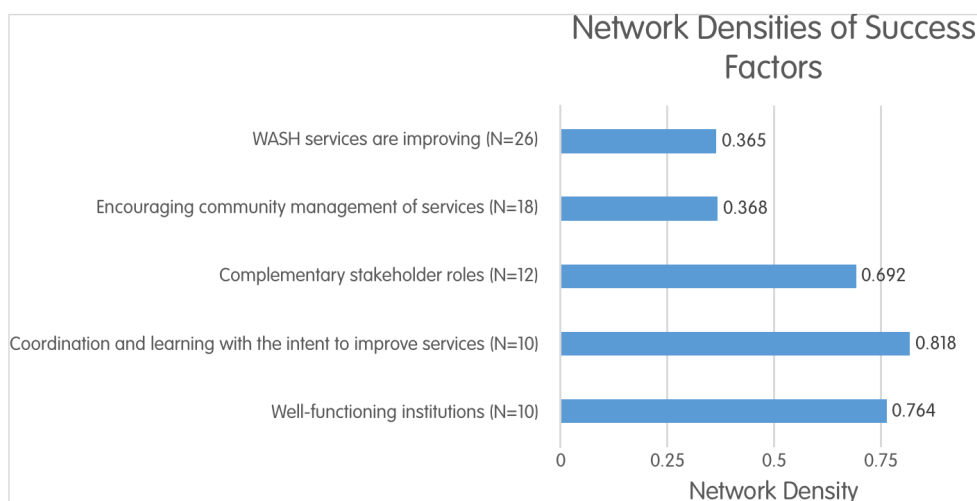 Network Densities of Success
Factors
WASH services are improving (N=26)
0.365
Encouraging community management of services (N=18)
0.368
Complementary stakeholder roles (N=12)
0.692
Coordination and learning with the intent to improve services (N=10)
0.818
Well-functioning institutions (N=10)
0.764
0 0.25 0.5 0.75
Network Density